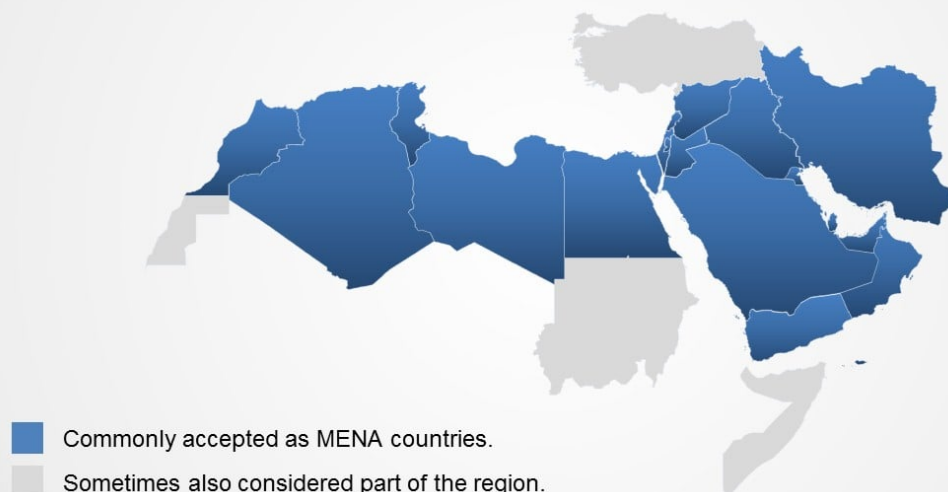 Commonly accepted as MENA countries.
Sometimes also considered part of the region.